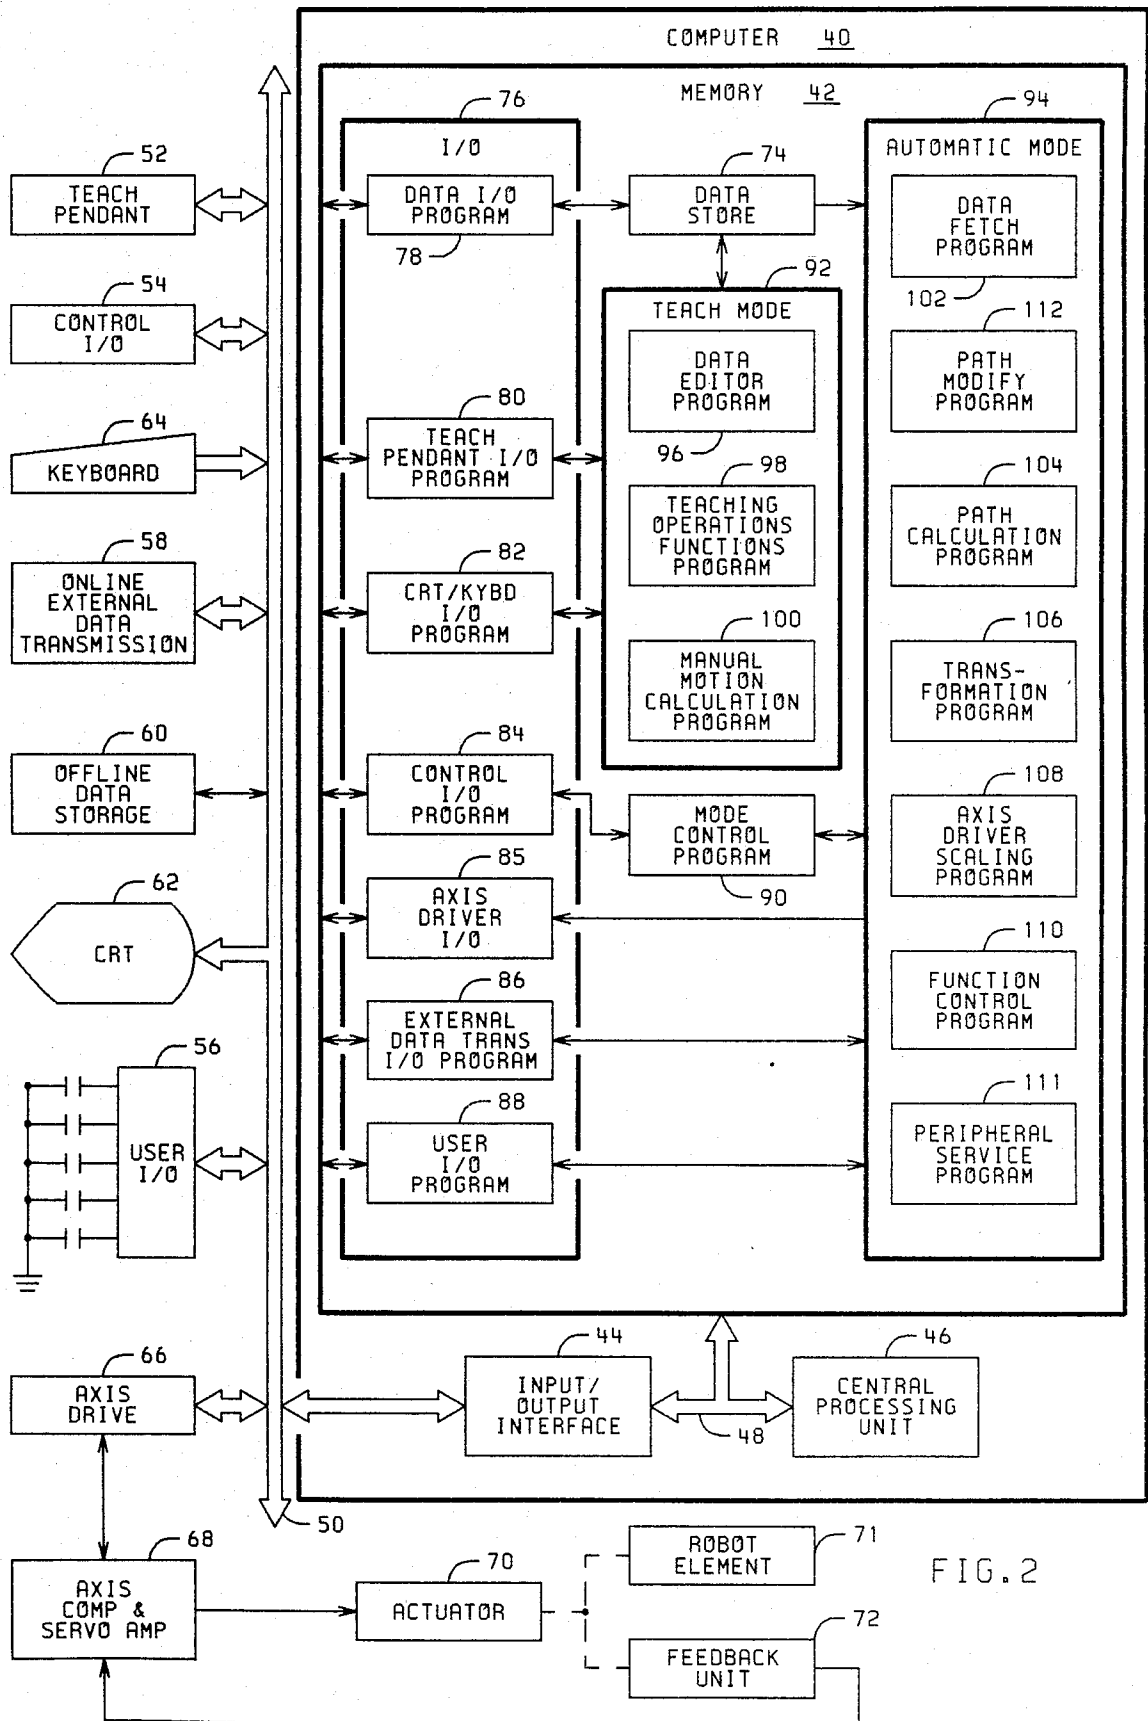 COMPUTER 40
MEMORY 42
76
I/O
94
AUTOMATIC MODE
52
TEACH
PENDANT
DATA I/O
PROGRAM
78
74
DATA
STORE
DATA
FETCH
PROGRAM
102
54
CONTROL
I/O
92
TEACH MODE
DATA
EDITOR
PROGRAM
96
112
PATH
MODIFY
PROGRAM
64
KEYBOARD
80
TEACH
PENDANT I/O
PROGRAM
98
TEACHING
OPERATIONS
FUNCTIONS
PROGRAM
104
PATH
CALCULATION
PROGRAM
58
ONLINE
EXTERNAL
DATA
TRANSMISSION
82
CRT/KYBD
I/O
PROGRAM
100
MANUAL
MOTION
CALCULATION
PROGRAM
106
TRANS-
FORMATION
PROGRAM
60
OFFLINE
DATA
STORAGE
84
CONTROL
I/O
PROGRAM
MODE
CONTROL
PROGRAM
90
108
AXIS
DRIVER
SCALING
PROGRAM
62
CRT
85
AXIS
DRIVER
I/O
110
FUNCTION
CONTROL
PROGRAM
86
EXTERNAL
DATA TRANS
I/O PROGRAM
56
USER
I/O
88
USER
I/O
PROGRAM
111
PERIPHERAL
SERVICE
PROGRAM
66
AXIS
DRIVE
44
INPUT/
OUTPUT
INTERFACE
48
46
CENTRAL
PROCESSING
UNIT
50
68
AXIS
COMP &
SERVO AMP
70
ACTUATOR
71
ROBOT
ELEMENT
72
FEEDBACK
UNIT
FIG. 2